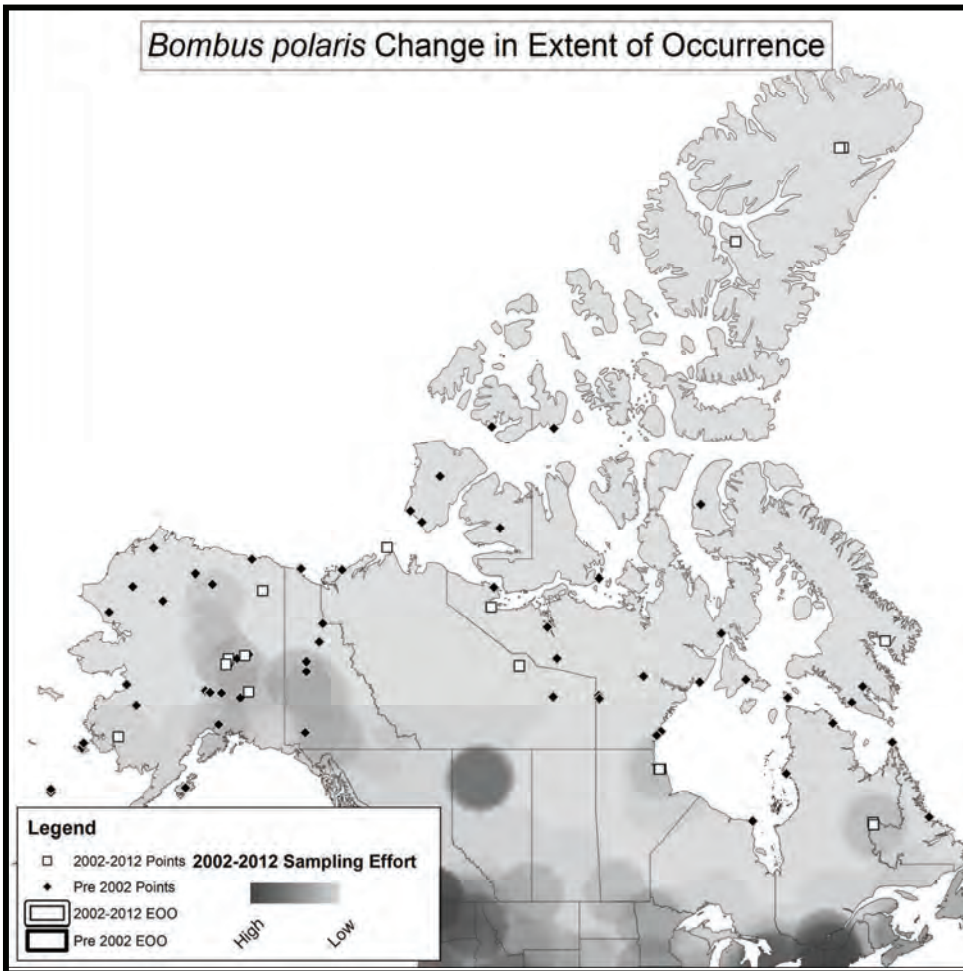 Bombus polaris Change in Extent of Occurrence
Legend
2002-2012 Points
2002-2012 Sampling Effort
Pre 2002 Points
High
Low
2002-2012 EOO
Pre 2002 EOO